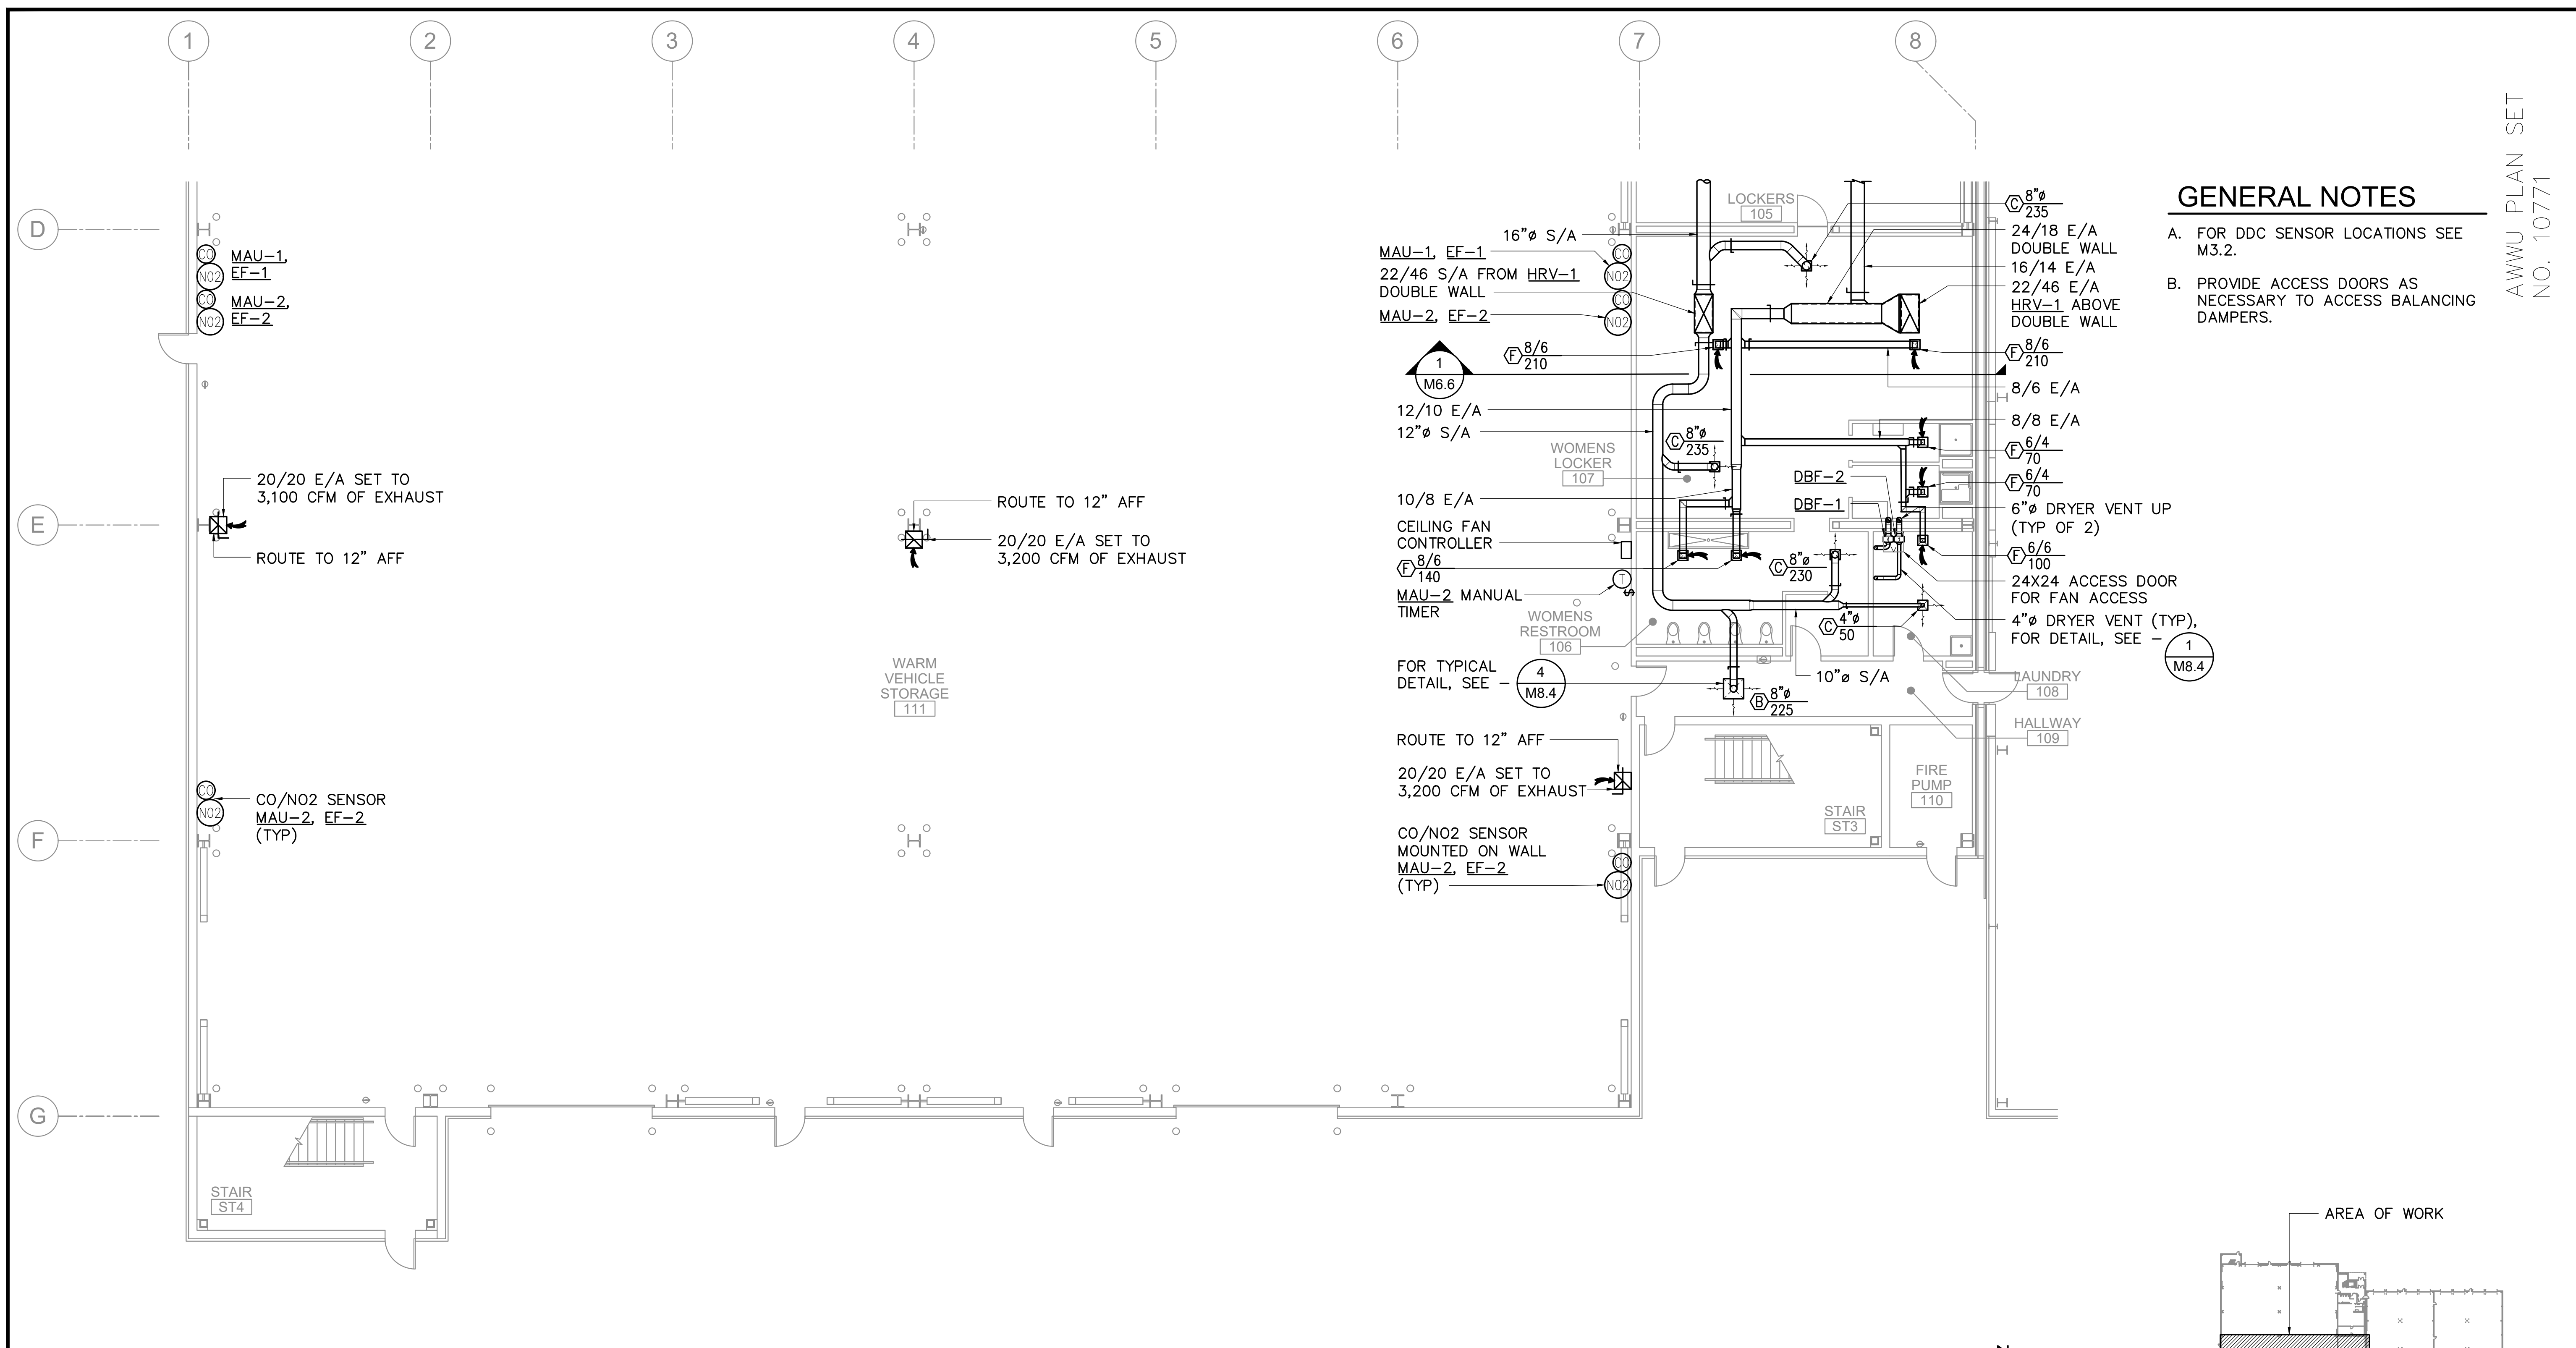 1
2
3
4
5
6
7
8
D
E
F
G
AWWU PLAN SET
NO. 10771
GENERAL NOTES
A. FOR DDC SENSOR LOCATIONS SEE
M3.2.
B. PROVIDE ACCESS DOORS AS
NECESSARY TO ACCESS BALANCING
DAMPERS.
CO
NO2
CO
NO2
MAU-1,
EF-1
MAU-2,
EF-2
20/20 E/A SET TO
3,100 CFM OF EXHAUST
ROUTE TO 12" AFF
CO
NO2
CO/NO2 SENSOR
MAU-2, EF-2
(TYP)
ROUTE TO 12" AFF
20/20 E/A SET TO
3,200 CFM OF EXHAUST
WARM
VEHICLE
STORAGE
111
STAIR
ST4
16"ø S/A
MAU-1, EF-1
22/46 S/A FROM HRV-1
DOUBLE WALL
MAU-2, EF-2
CO
NO2
CO
NO2
F 8/6
210
1
M6.6
12/10 E/A
12"ø S/A
C 8"ø
235
WOMENS
LOCKER
107
10/8 E/A
CEILING FAN
CONTROLLER
F 8/6
140
MAU-2 MANUAL
TIMER
T
$
WOMENS
RESTROOM
106
FOR TYPICAL
DETAIL, SEE -
4
M8.4
ROUTE TO 12" AFF
20/20 E/A SET TO
3,200 CFM OF EXHAUST
CO/NO2 SENSOR
MOUNTED ON WALL
MAU-2, EF-2
(TYP)
CO
NO2
LOCKERS
105
DBF-2
DBF-1
C 8"ø
230
C 4"ø
50
10"ø S/A
B 8"ø
225
STAIR
ST3
FIRE
PUMP
110
C 8"ø
235
24/18 E/A
DOUBLE WALL
16/14 E/A
22/46 E/A
HRV-1 ABOVE
DOUBLE WALL
F 8/6
210
8/6 E/A
8/8 E/A
F 6/4
70
F 6/4
70
6"ø DRYER VENT UP
(TYP OF 2)
F 6/6
100
24X24 ACCESS DOOR
FOR FAN ACCESS
4"ø DRYER VENT (TYP),
FOR DETAIL, SEE -
1
M8.4
LAUNDRY
108
HALLWAY
109
AREA OF WORK